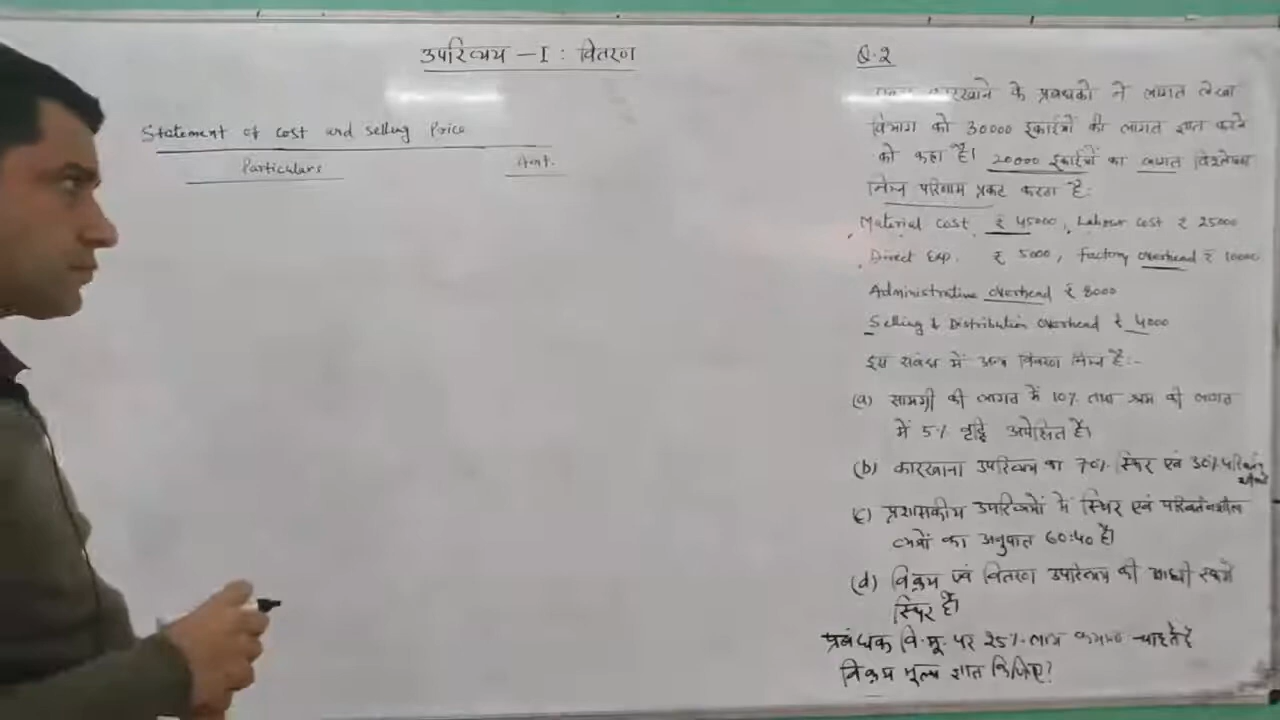 उपरिव्यय – I : वितरण
Statement of cost and selling Price
Particulars Amt.
Q.2
कारखाने के प्रबंधकों ने लागत लेखा
विभाग को 30000 इकाईयों की लागत ज्ञात करने
को कहा है। 20000 इकाईयों का लागत विश्लेषण
निम्न परिणाम प्रकट करता है:
Material Cost ₹ 45000, Labour Cost ₹ 25000
Direct Exp. ₹ 5000, Factory overhead ₹
Administrative overhead ₹ 8000
Selling & Distribution overhead ₹ 4000
इस संबंध में अन्य विवरण निम्न है:-
(a) सामग्री की लागत में 10% तथा श्रम की लागत
में 5% वृद्धि अपेक्षित है।
(b) कारखाना उपरिव्यय का 70% स्थिर एवं 30%
(c) प्रशासकीय उपरिव्ययों में स्थिर एवं परिवर्तनशील
व्ययों का अनुपात 60:40 है।
(d) विक्रय एवं वितरण उपरिव्यय की आधी रकम
स्थिर है।
प्रबंधक वि.मू. पर 25% लाभ कमाना चाहते है
विक्रय मूल्य ज्ञात किजिए?